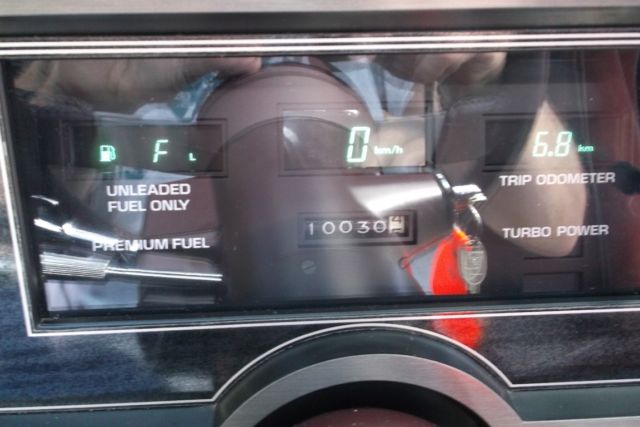 F L
UNLEADED
FUEL ONLY
PREMIUM FUEL
0 km/h
10030
6.8 km
TRIP ODOMETER
TURBO POWER